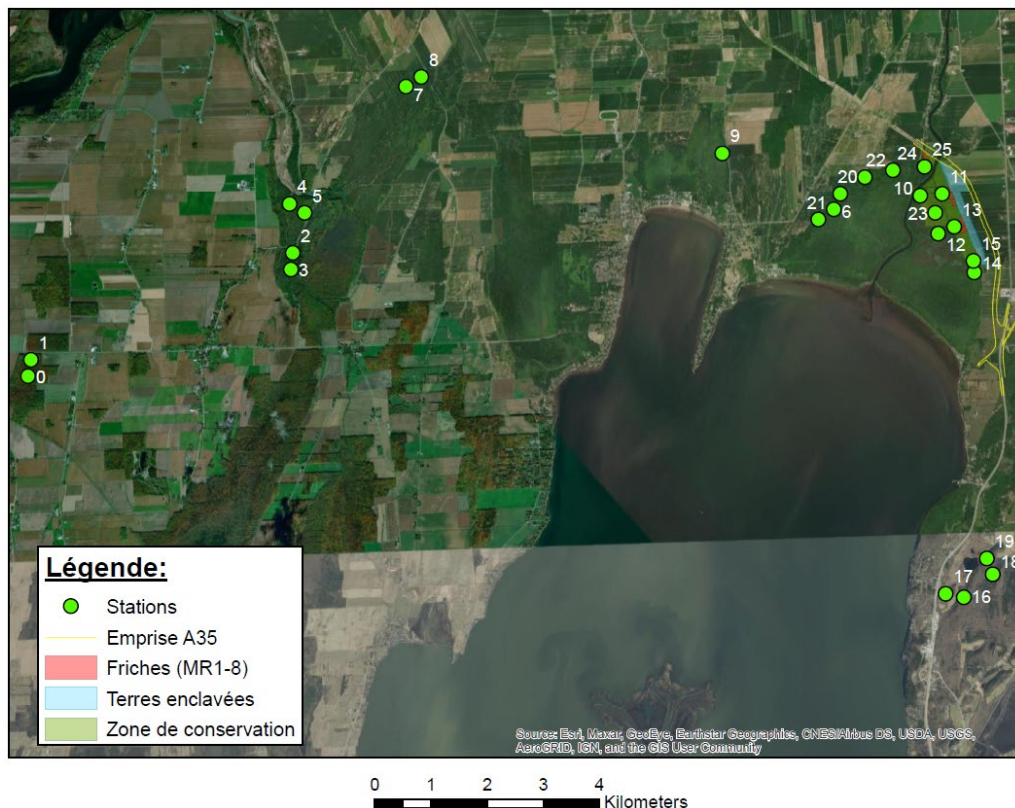 8
7
9
25
24
22
20
11
10
4
5
21
6
13
23
12
2
15
14
3
1
0
19
18
17
16
Légende:
Stations
Emprise A35
Friches (MR1-8)
Terres enclavées
Zone de conservation
Source: Esri, Maxar, GeoEye, Earthstar Geographics, CNES/Airbus DS, USDA, USGS,
AeroGRID, IGN, and the GIS User Community
0 1 2 3 4
Kilometers